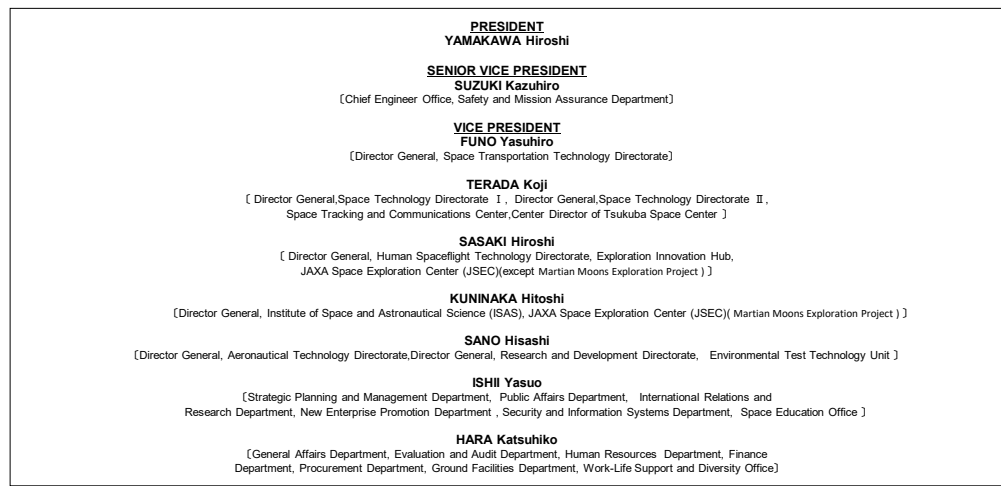 PRESIDENT
YAMAKAWA Hiroshi
SENIOR VICE PRESIDENT
SUZUKI Kazuhiro
〔Chief Engineer Office, Safety and Mission Assurance Department〕
VICE PRESIDENT
FUNO Yasuhiro
〔Director General, Space Transportation Technology Directorate〕
TERADA Koji
〔 Director General,Space Technology Directorate Ⅰ, Director General,Space Technology Directorate Ⅱ,
Space Tracking and Communications Center,Center Director of Tsukuba Space Center 〕
SASAKI Hiroshi
〔 Director General, Human Spaceflight Technology Directorate, Exploration Innovation Hub,
JAXA Space Exploration Center (JSEC)(except Martian Moons Exploration Project ) 〕
KUNINAKA Hitoshi
〔Director General, Institute of Space and Astronautical Science (ISAS), JAXA Space Exploration Center (JSEC)( Martian Moons Exploration Project ) 〕
SANO Hisashi
〔Director General, Aeronautical Technology Directorate,Director General, Research and Development Directorate, Environmental Test Technology Unit 〕
ISHII Yasuo
〔Strategic Planning and Management Department, Public Affairs Department, International Relations and
Research Department, New Enterprise Promotion Department , Security and Information Systems Department, Space Education Office 〕
HARA Katsuhiko
〔General Affairs Department, Evaluation and Audit Department, Human Resources Department, Finance
Department, Procurement Department, Ground Facilities Department, Work-Life Support and Diversity Office〕